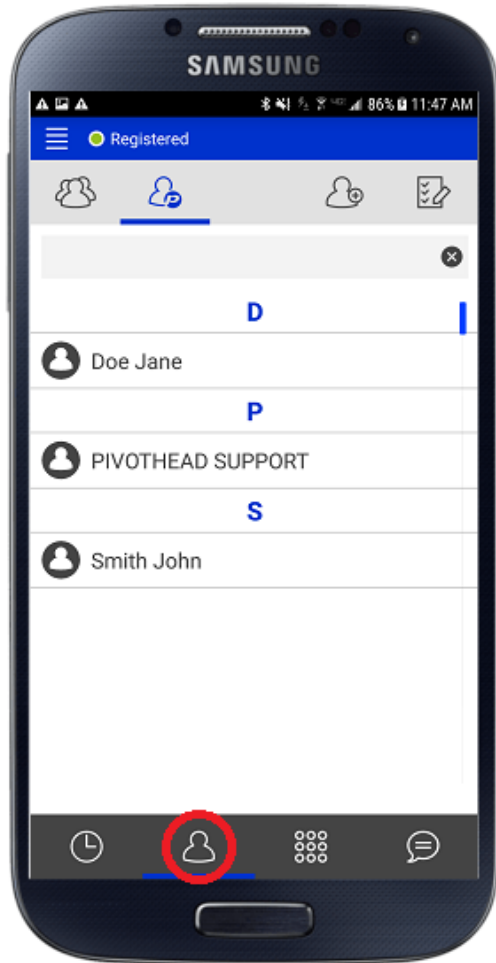 SAMSUNG
86% 11:47 AM
Registered
D
Doe Jane
P
PIVOTHEAD SUPPORT
S
Smith John